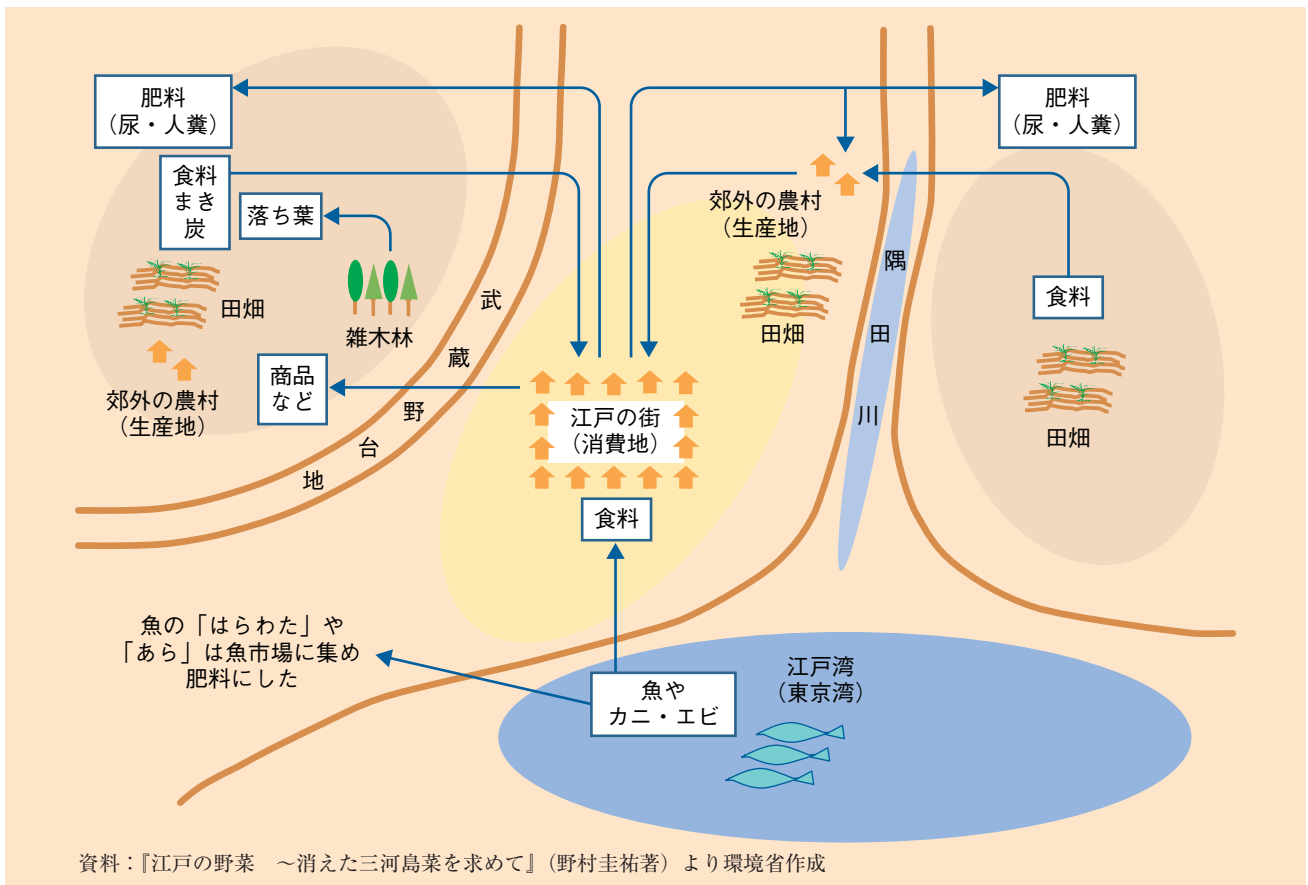 肥料
（尿・人糞）
食料
まき
炭
落ち葉
田畑
雑木林
郊外の農村
（生産地）
商品
など
武
蔵
野
台
地
肥料
（尿・人糞）
郊外の農村
（生産地）
田畑
隅
田
川
食料
田畑
江戸の街
（消費地）
食料
魚の「はらわた」や
「あら」は魚市場に集め
肥料にした
魚や
カニ・エビ
江戸湾
（東京湾）
資料：『江戸の野菜　～消えた三河島菜を求めて』（野村圭祐著）より環境省作成